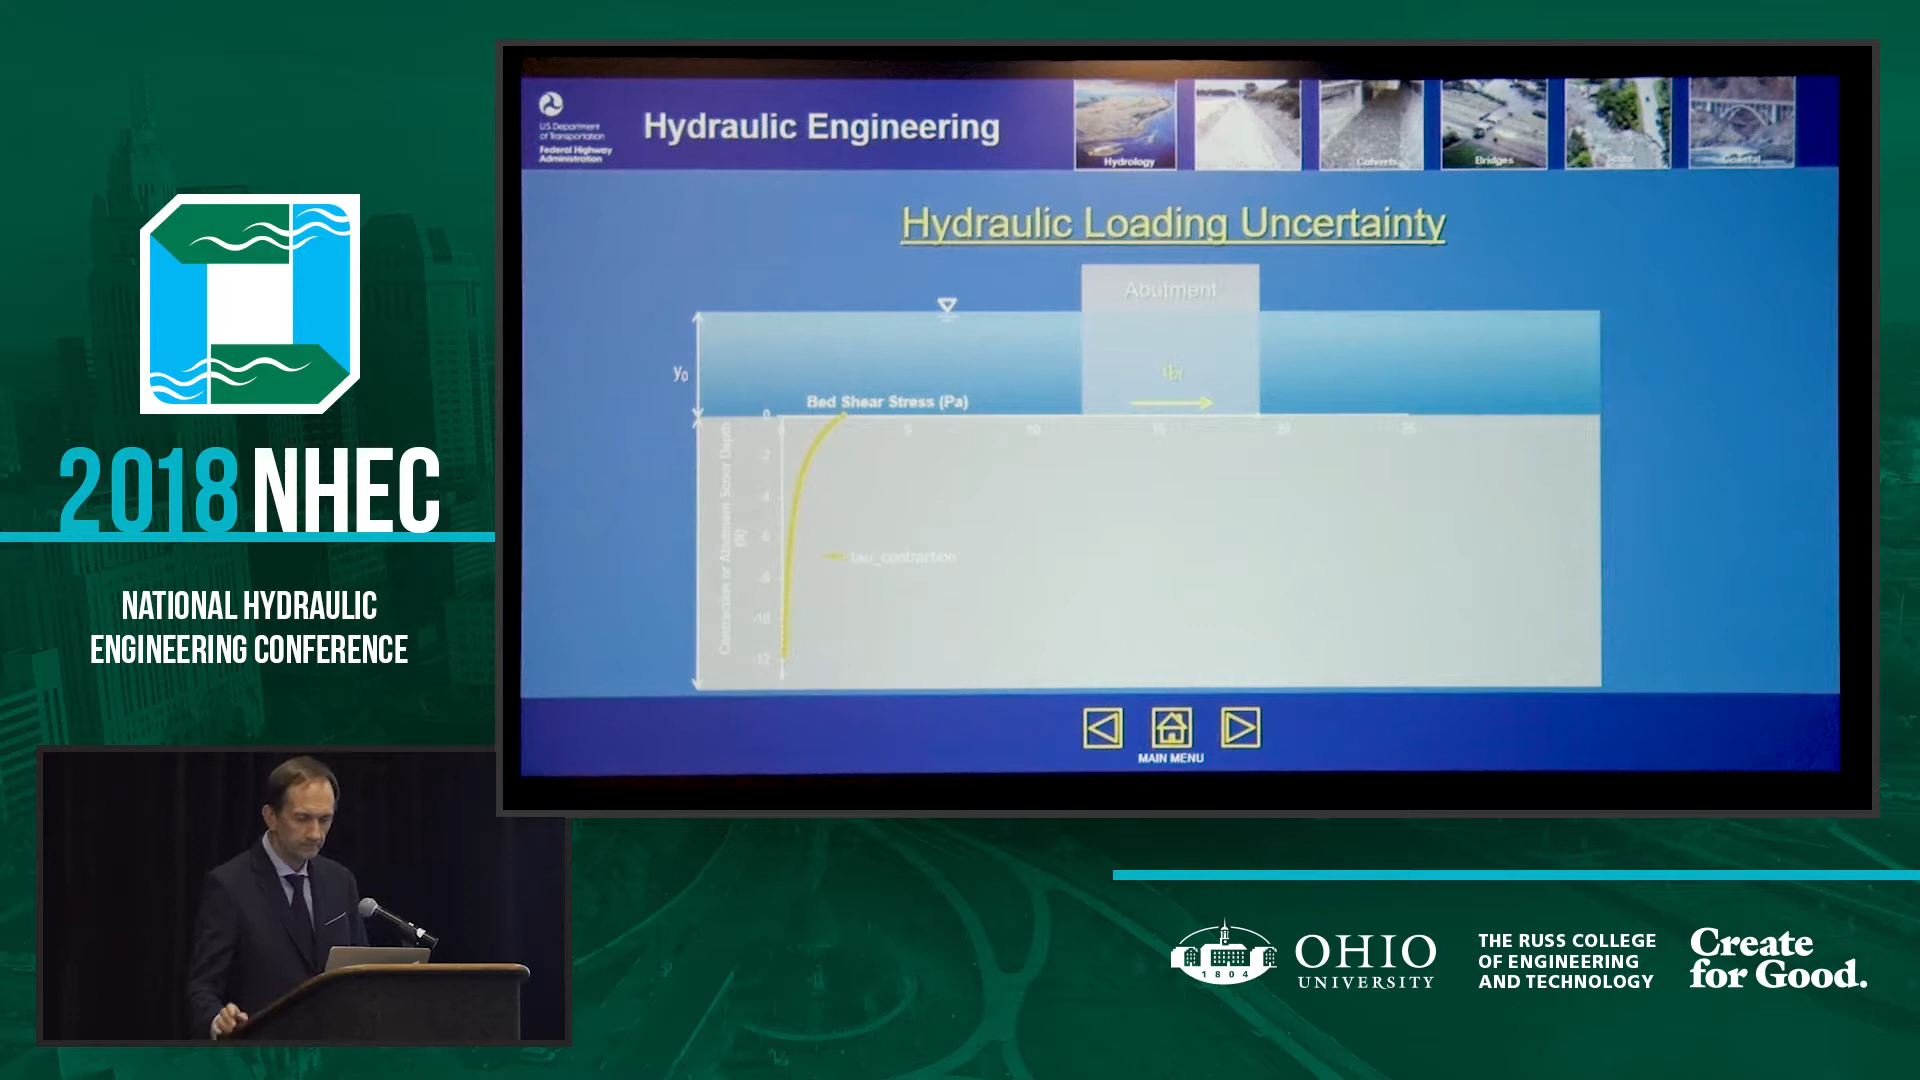 2018 NHEC
NATIONAL HYDRAULIC
ENGINEERING CONFERENCE
U.S. Department
of Transportation
Federal Highway
Administration
Hydraulic Engineering
Hydrology
Culverts
Bridges
Scour
Coastal
Hydraulic Loading Uncertainty
Abutment
y0
Bed Shear Stress (Pa)
0
0 5 10 15 20 25
Contraction or Abutment Scour Depth
(ft)
-2
-4
-6
-8
-10
-12
tau_contraction
MAIN MENU
1804
OHIO
UNIVERSITY
THE RUSS COLLEGE
OF ENGINEERING
AND TECHNOLOGY
Create
for Good.